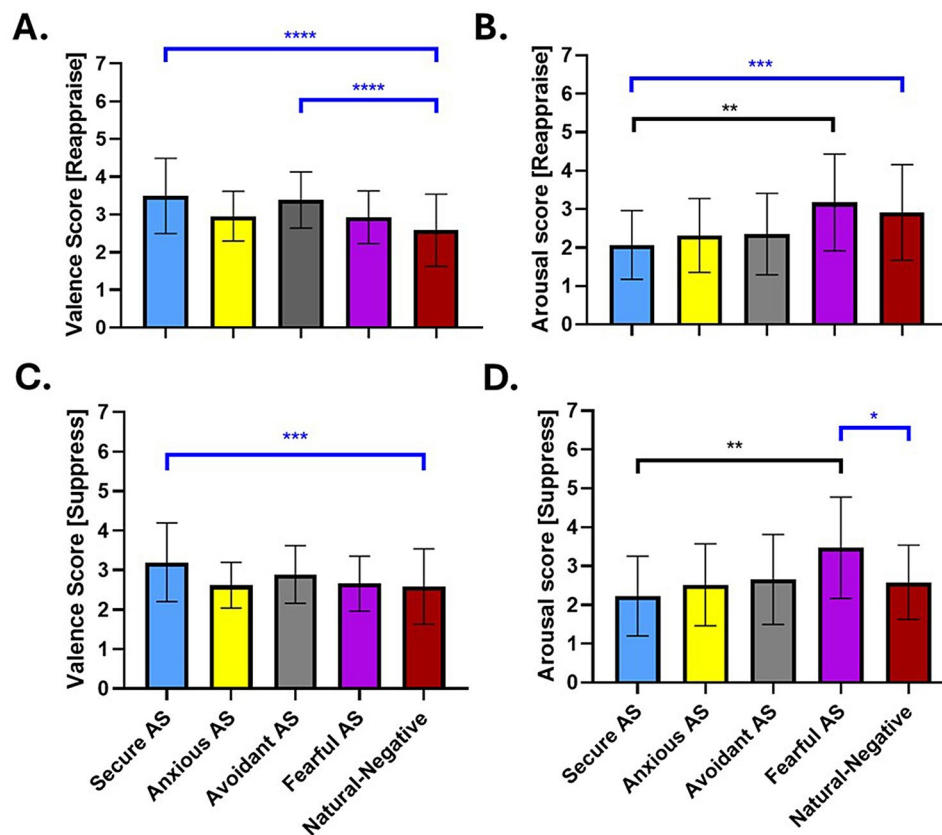 A.
Valence Score [Reappraise]
7
6
5
4
3
2
1
0
****
****
B.
Arousal score [Reappraise]
7
6
5
4
3
2
1
0
***
**
C.
Valence Score [Suppress]
7
6
5
4
3
2
1
0
***
Secure AS
Anxious AS
Avoidant AS
Fearful AS
Natural-Negative
D.
Arousal score [Suppress]
7
6
5
4
3
2
1
0
**
*
Secure AS
Anxious AS
Avoidant AS
Fearful AS
Natural-Negative